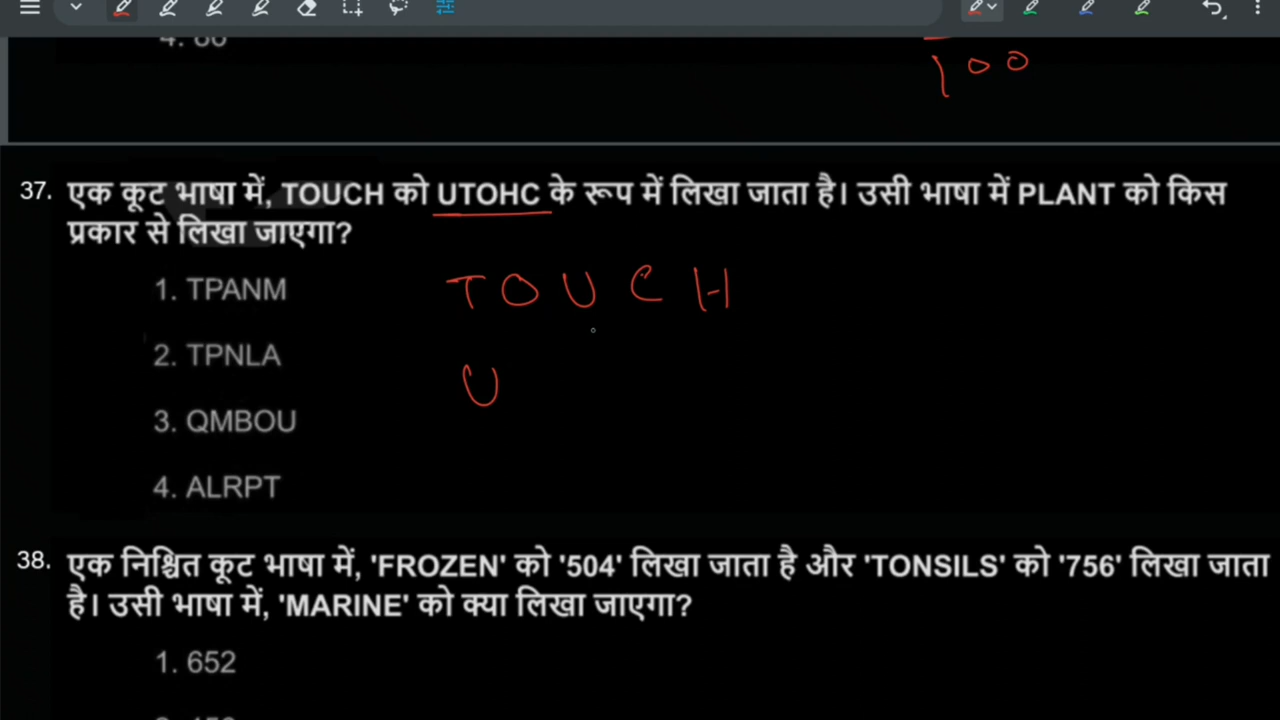 100
37. एक कूट भाषा में, TOUCH को UTOHC के रूप में लिखा जाता है। उसी भाषा में PLANT को किस
प्रकार से लिखा जाएगा?
1. TPANM
2. TPNLA
3. QMBOU
4. ALRPT
T O U C H
U
38. एक निश्चित कूट भाषा में, 'FROZEN' को '504' लिखा जाता है और 'TONSILS' को '756' लिखा जाता
है। उसी भाषा में, 'MARINE' को क्या लिखा जाएगा?
1. 652